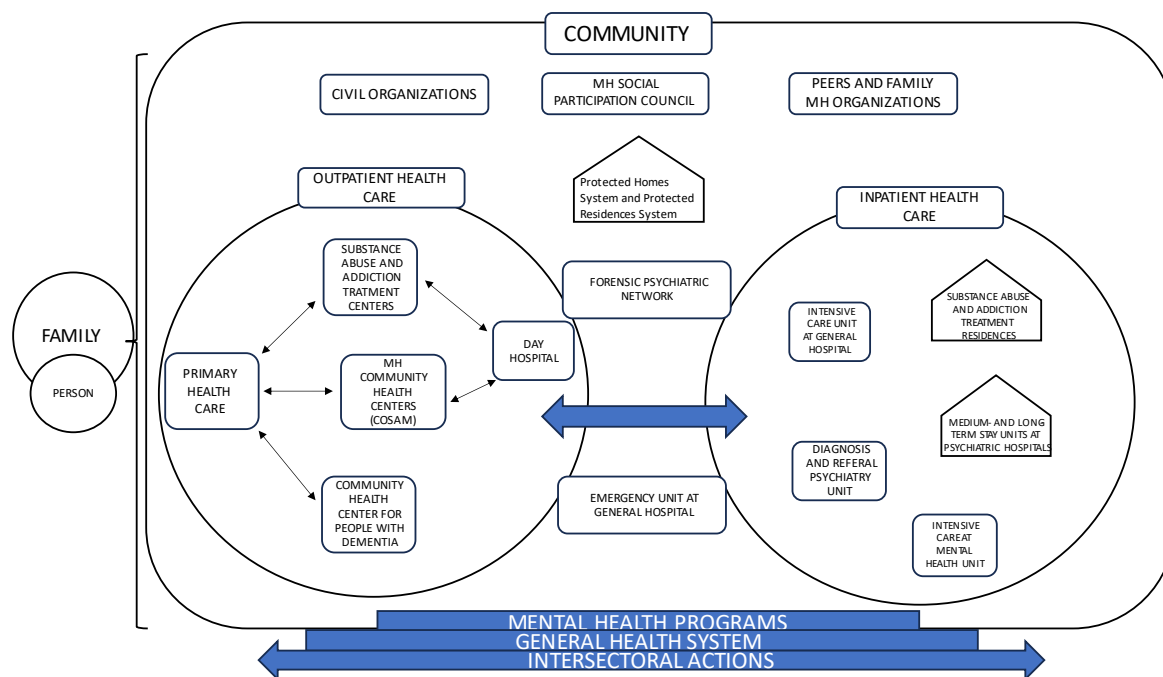 COMMUNITY
CIVIL ORGANIZATIONS
MH SOCIAL
PARTICIPATION COUNCIL
PEERS AND FAMILY
MH ORGANIZATIONS
Protected Homes
System and Protected
Residences System
OUTPATIENT HEALTH
CARE
INPATIENT HEALTH
CARE
SUBSTANCE
ABUSE AND
ADDICTION
TRATMENT
CENTERS
FORENSIC PSYCHIATRIC
NETWORK
SUBSTANCE ABUSE
AND ADDICTION
TREATMENT
RESIDENCES
INTENSIVE
CARE UNIT
AT GENERAL
HOSPITAL
FAMILY
PERSON
PRIMARY
HEALTH
CARE
MH
COMMUNITY
HEALTH
CENTERS
(COSAM)
DAY
HOSPITAL
MEDIUM- AND LONG
TERM STAY UNITS AT
PSYCHIATRIC HOSPITALS
DIAGNOSIS
AND REFERAL
PSYCHIATRY
UNIT
COMMUNITY
HEALTH
CENTER FOR
PEOPLE WITH
DEMENTIA
EMERGENCY UNIT AT
GENERAL HOSPITAL
INTENSIVE
CAREAT
MENTAL
HEALTH UNIT
MENTAL HEALTH PROGRAMS
GENERAL HEALTH SYSTEM
INTERSECTORAL ACTIONS